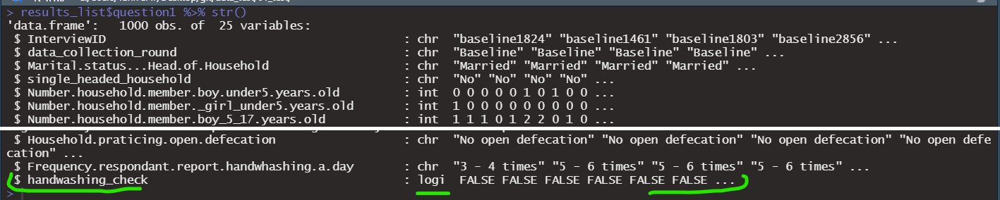 > results_list$question1 %>% str()
'data.frame':   1000 obs. of  25 variables:
 $ InterviewID                                        : chr  "baseline1824" "baseline1461" "baseline1803" "baseline2856" ...
 $ data_collection_round                              : chr  "Baseline" "Baseline" "Baseline" "Baseline" ...
 $ Marital.status...Head.of.Household                 : chr  "Married" "Married" "Married" "Married" ...
 $ single_headed_household                            : chr  "No" "No" "No" "No" ...
 $ Number.household.member.boy.under5.years.old       : int  0 0 0 0 0 1 0 1 0 0 ...
 $ Number.household.member._girl_under5.years.old     : int  1 0 0 0 0 0 0 0 0 0 ...
 $ Number.household.member.boy_5_17.years.old         : int  1 1 1 0 1 2 2 0 1 0 ...
 $ Household.praticing.open.defecation                : chr  "No open defecation" "No open defecation" "No open defecation" "No open defe
cation" ...
 $ Frequency.respondant.report.handwhashing.a.day     : chr  "3 - 4 times" "5 - 6 times" "5 - 6 times" "5 - 6 times" ...
 $ handwashing_check                                  : logi  FALSE FALSE FALSE FALSE FALSE FALSE ...
>